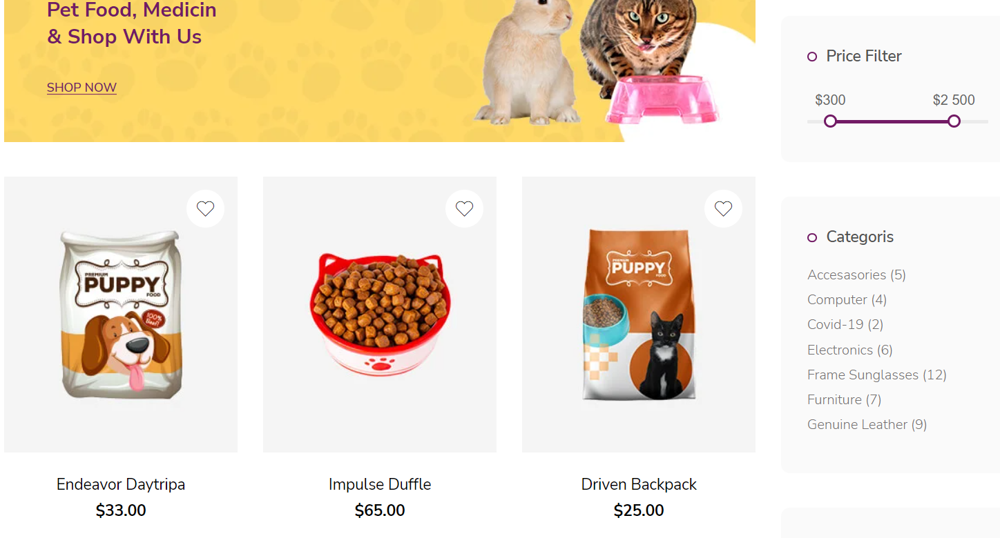 Pet Food, Medicin
& Shop With Us
SHOP NOW
Price Filter
$300 $2 500
Categoris
Accesasories (5)
Computer (4)
Covid-19 (2)
Electronics (6)
Frame Sunglasses (12)
Furniture (7)
Genuine Leather (9)
PREMIUM
PUPPY
FOOD
100%
Beef!
Endeavor Daytripa
$33.00
Impulse Duffle
$65.00
PREMIUM
PUPPY
FOOD
Driven Backpack
$25.00